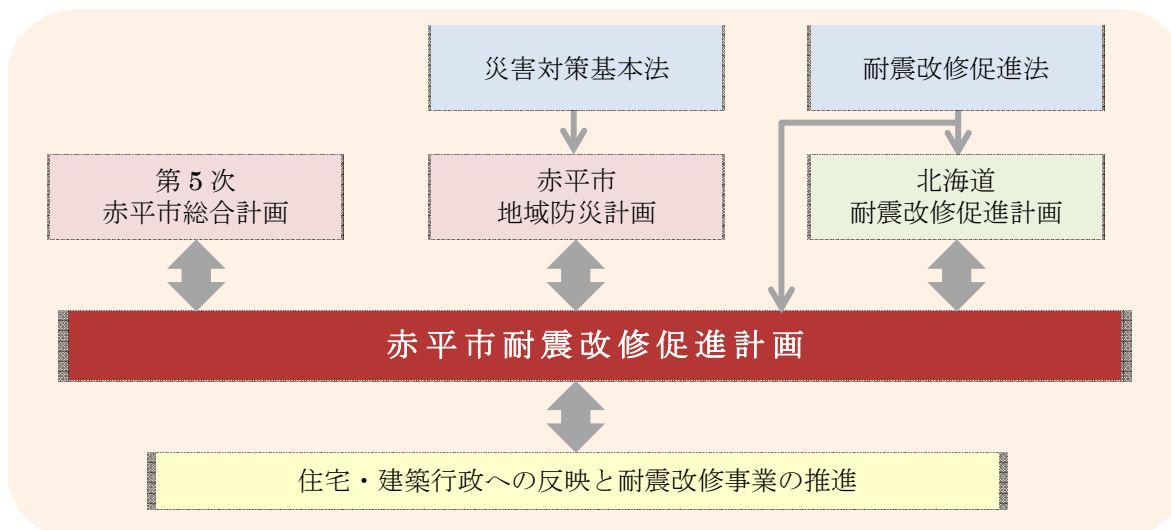 災害対策基本法
耐震改修促進法
第5次
赤平市総合計画
赤平市
地域防災計画
北海道
耐震改修促進計画
赤平市耐震改修促進計画
住宅・建築行政への反映と耐震改修事業の推進